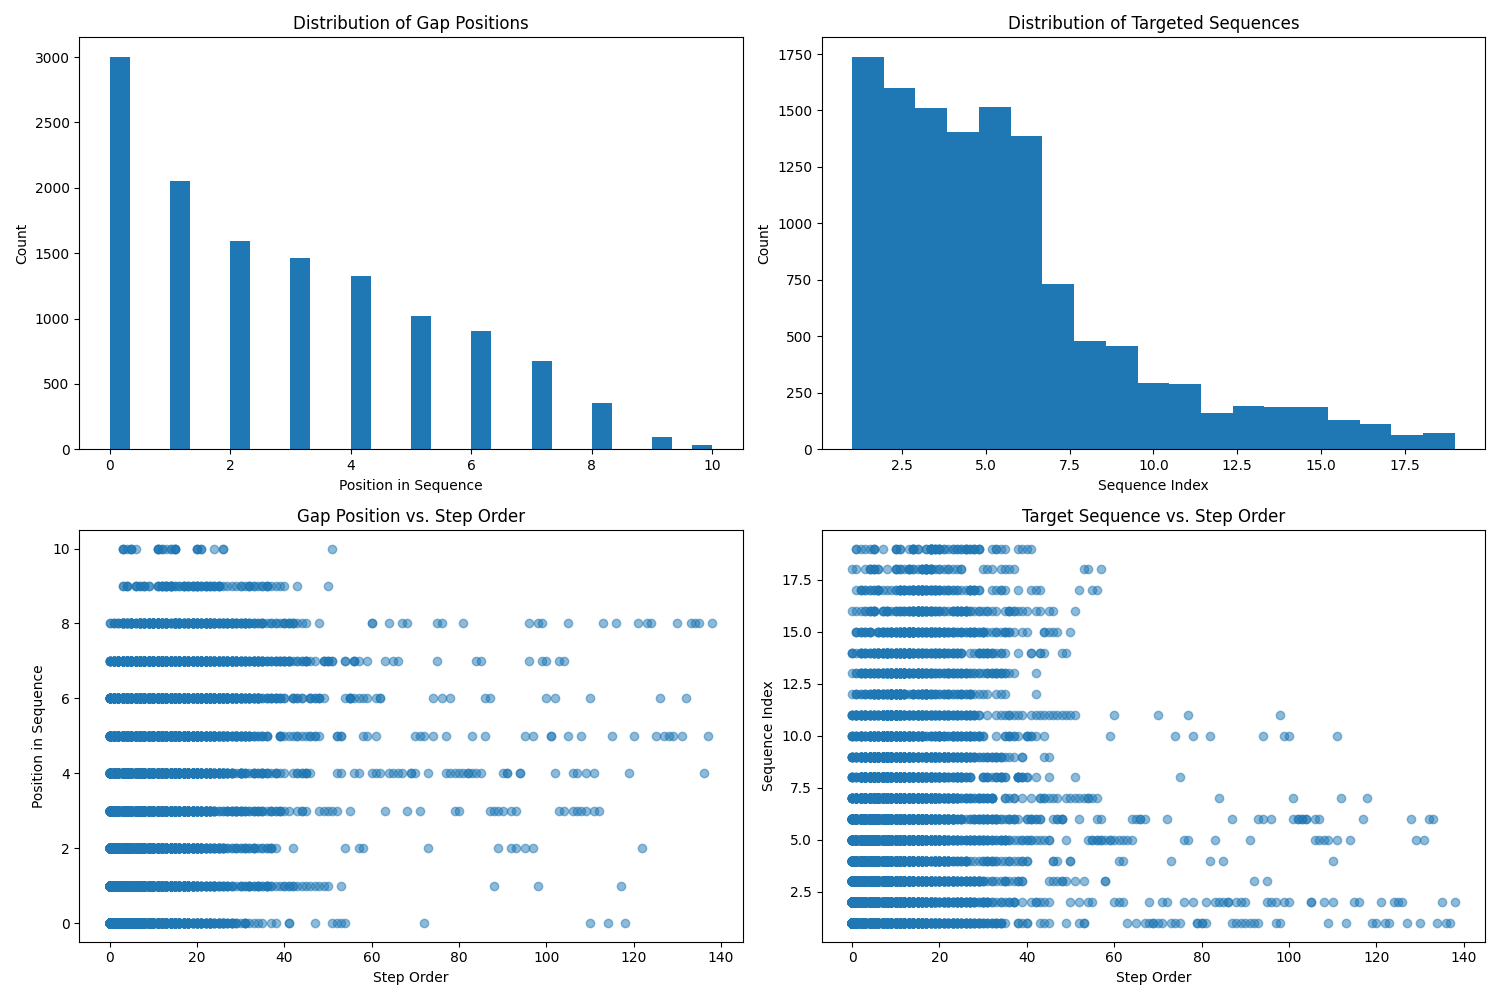 Distribution of Gap Positions
3000
2500
2000
1500
1000
500
0
Count
0 2 4 6 8 10
Position in Sequence
Distribution of Targeted Sequences
1750
1500
1250
1000
750
500
250
0
Count
2.5 5.0 7.5 10.0 12.5 15.0 17.5
Sequence Index
Gap Position vs. Step Order
10
8
6
4
2
0
Position in Sequence
0 20 40 60 80 100 120 140
Step Order
Target Sequence vs. Step Order
17.5
15.0
12.5
10.0
7.5
5.0
2.5
Sequence Index
0 20 40 60 80 100 120 140
Step Order